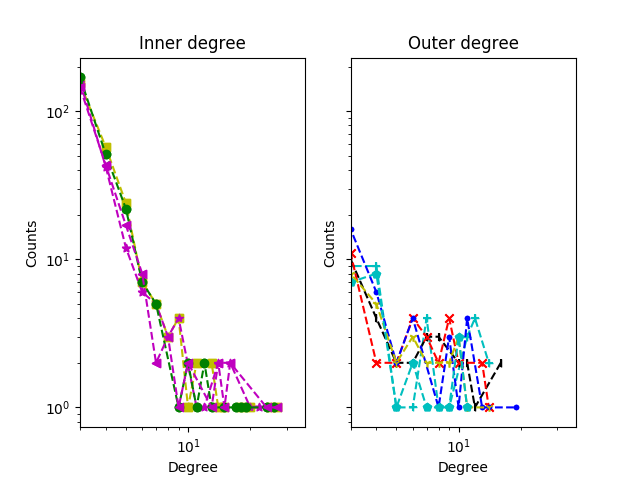 Inner degree
Outer degree
10²
10¹
10⁰
Counts
Counts
10¹
10¹
Degree
Degree